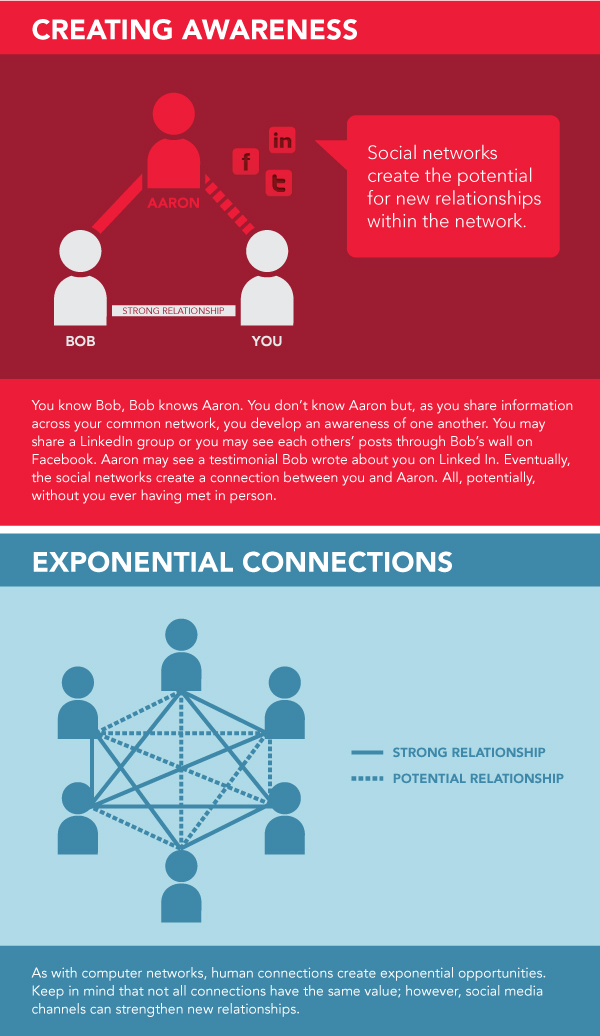 CREATING AWARENESS
in
f
t
Social networks
create the potential
for new relationships
within the network.
AARON
STRONG RELATIONSHIP
BOB
YOU
You know Bob, Bob knows Aaron. You don’t know Aaron but, as you share information
across your common network, you develop an awareness of one another. You may
share a LinkedIn group or you may see each others’ posts through Bob’s wall on
Facebook. Aaron may see a testimonial Bob wrote about you on Linked In. Eventually,
the social networks create a connection between you and Aaron. All, potentially,
without you ever having met in person.
EXPONENTIAL CONNECTIONS
STRONG RELATIONSHIP
POTENTIAL RELATIONSHIP
As with computer networks, human connections create exponential opportunities.
Keep in mind that not all connections have the same value; however, social media
channels can strengthen new relationships.